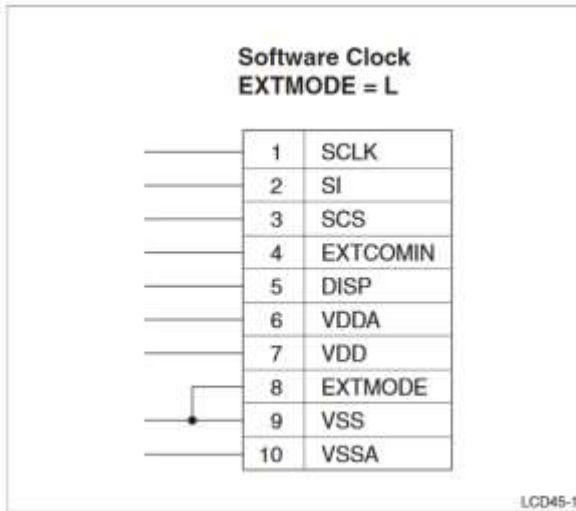 Software Clock
EXTMODE = L
1 SCLK
2 SI
3 SCS
4 EXTCOMIN
5 DISP
6 VDDA
7 VDD
8 EXTMODE
9 VSS
10 VSSA
LCD45-1